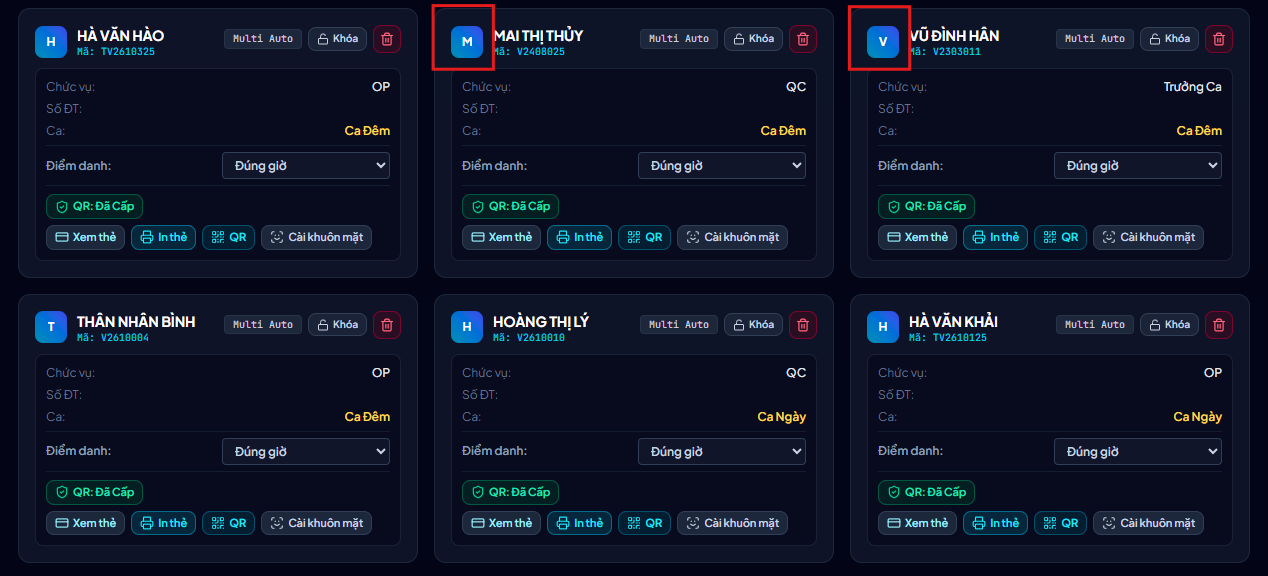 H HÀ VĂN HÀO Multi Auto Khóa
Mã: TV2610325
Chức vụ: OP
Số ĐT:
Ca: Ca Đêm
Điểm danh: Đúng giờ
QR: Đã Cấp
Xem thẻ In thẻ QR Cài khuôn mặt
M MAI THỊ THỦY Multi Auto Khóa
Mã: V2408025
Chức vụ: QC
Số ĐT:
Ca: Ca Đêm
Điểm danh: Đúng giờ
QR: Đã Cấp
Xem thẻ In thẻ QR Cài khuôn mặt
V VŨ ĐÌNH HÂN Multi Auto Khóa
Mã: V2303011
Chức vụ: Trưởng Ca
Số ĐT:
Ca: Ca Đêm
Điểm danh: Đúng giờ
QR: Đã Cấp
Xem thẻ In thẻ QR Cài khuôn mặt
T THÂN NHÂN BÌNH Multi Auto Khóa
Mã: V2610004
Chức vụ: OP
Số ĐT:
Ca: Ca Đêm
Điểm danh: Đúng giờ
QR: Đã Cấp
Xem thẻ In thẻ QR Cài khuôn mặt
H HOÀNG THỊ LÝ Multi Auto Khóa
Mã: V2610010
Chức vụ: QC
Số ĐT:
Ca: Ca Ngày
Điểm danh: Đúng giờ
QR: Đã Cấp
Xem thẻ In thẻ QR Cài khuôn mặt
H HÀ VĂN KHẢI Multi Auto Khóa
Mã: TV2610125
Chức vụ: OP
Số ĐT:
Ca: Ca Ngày
Điểm danh: Đúng giờ
QR: Đã Cấp
Xem thẻ In thẻ QR Cài khuôn mặt